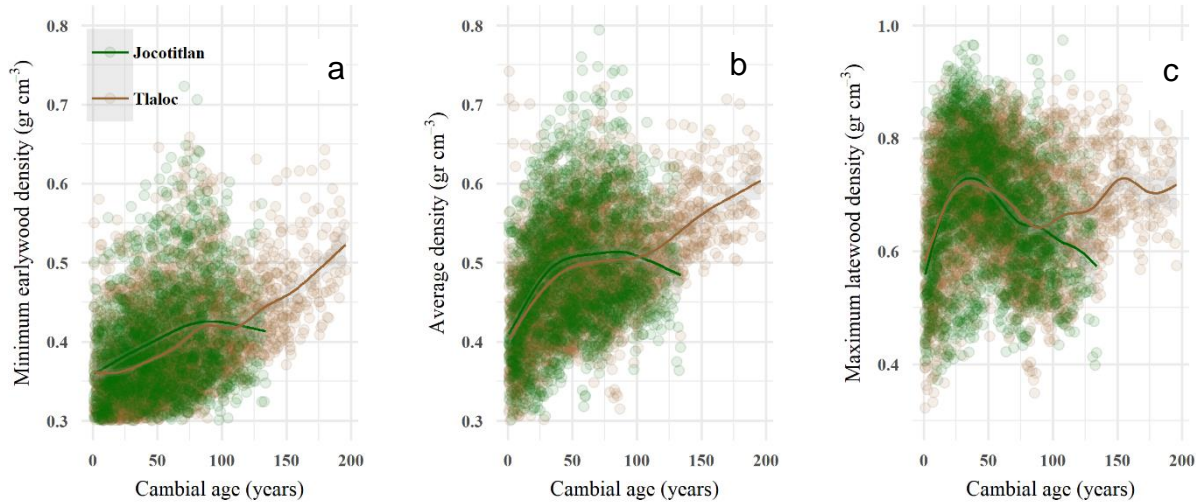 Minimum earlywood density (gr cm⁻³)
0.8
0.7
0.6
0.5
0.4
0.3
Jocotitlan
Tlaloc
a
0 50 100 150 200
Cambial age (years)
Average density (gr cm⁻³)
0.8
0.7
0.6
0.5
0.4
0.3
b
0 50 100 150 200
Cambial age (years)
Maximum latewood density (gr cm⁻³)
1.0
0.8
0.6
0.4
c
0 50 100 150 200
Cambial age (years)